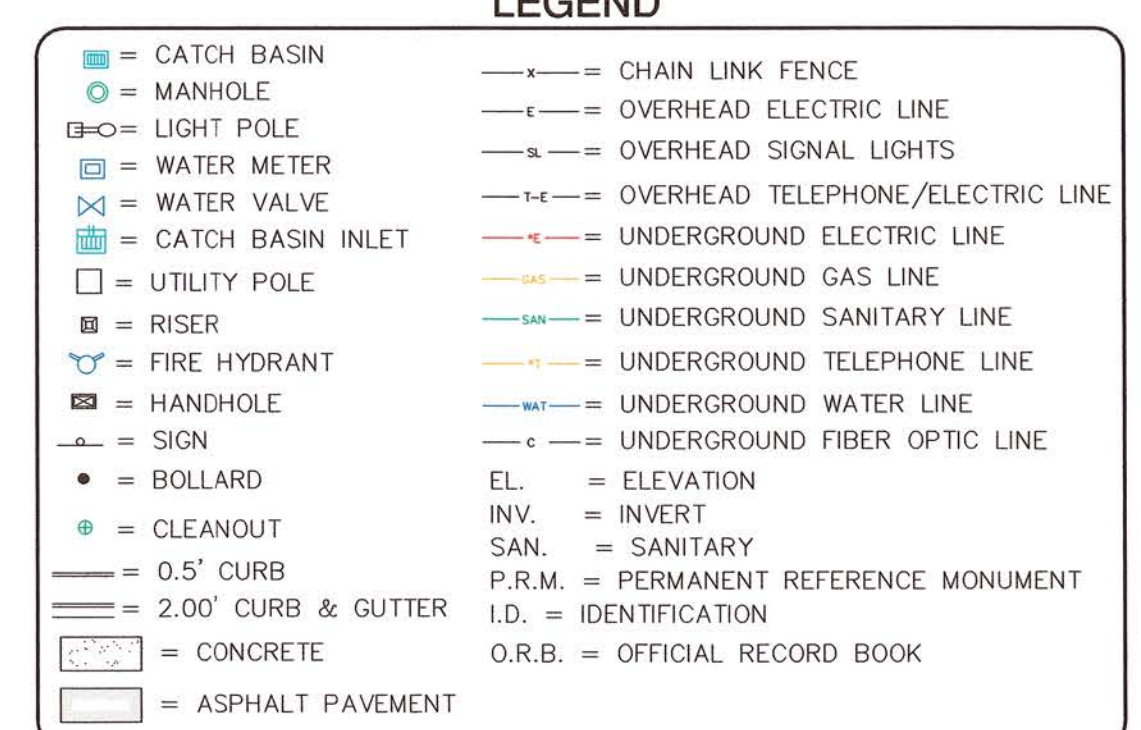 LEGEND
= CATCH BASIN
= MANHOLE
= LIGHT POLE
= WATER METER
= WATER VALVE
= CATCH BASIN INLET
= UTILITY POLE
= RISER
= FIRE HYDRANT
= HANDHOLE
= SIGN
= BOLLARD
= CLEANOUT
= 0.5' CURB
= 2.00' CURB & GUTTER
= CONCRETE
= ASPHALT PAVEMENT
X = CHAIN LINK FENCE
E = OVERHEAD ELECTRIC LINE
SL = OVERHEAD SIGNAL LIGHTS
T-E = OVERHEAD TELEPHONE/ELECTRIC LINE
*E = UNDERGROUND ELECTRIC LINE
GAS = UNDERGROUND GAS LINE
SAN = UNDERGROUND SANITARY LINE
*T = UNDERGROUND TELEPHONE LINE
WAT = UNDERGROUND WATER LINE
C = UNDERGROUND FIBER OPTIC LINE
EL. = ELEVATION
INV. = INVERT
SAN. = SANITARY
P.R.M. = PERMANENT REFERENCE MONUMENT
I.D. = IDENTIFICATION
O.R.B. = OFFICIAL RECORD BOOK